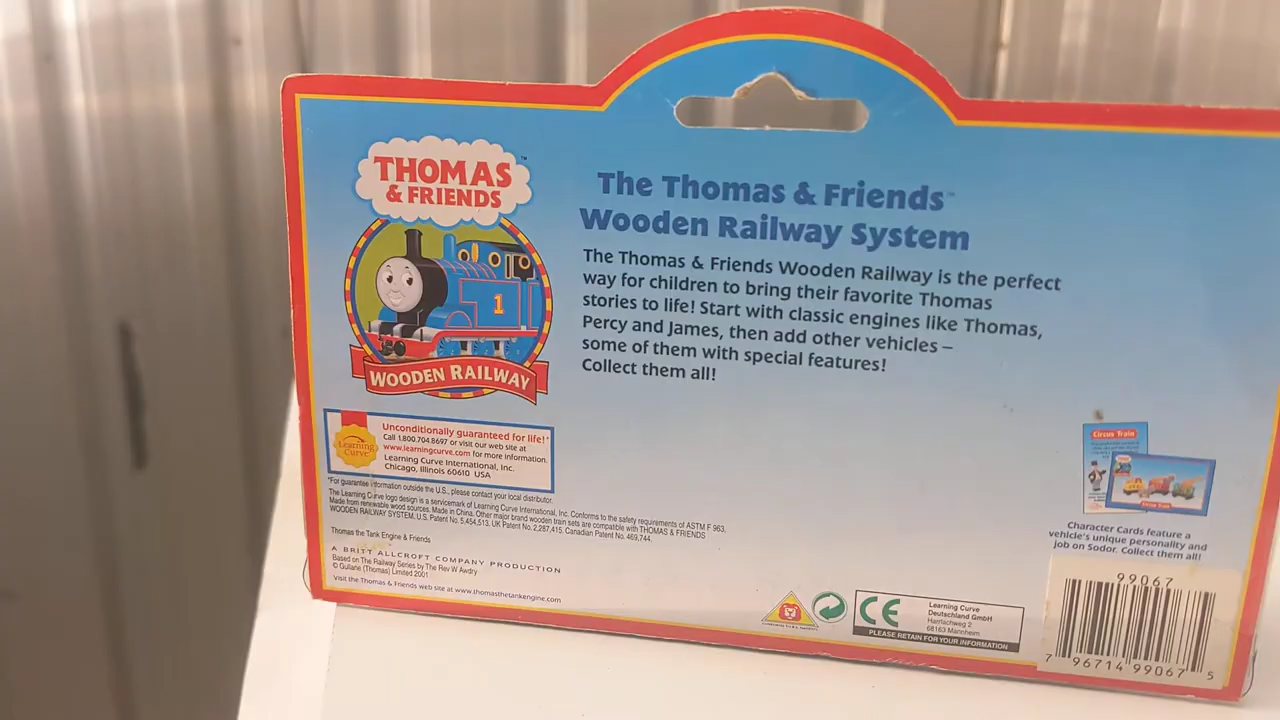 THOMAS
& FRIENDS
™
1
WOODEN RAILWAY
The Thomas & Friends™
Wooden Railway System
The Thomas & Friends Wooden Railway is the perfect
way for children to bring their favorite Thomas
stories to life! Start with classic engines like Thomas,
Percy and James, then add other vehicles –
some of them with special features!
Collect them all!
Learning
Curve
Unconditionally guaranteed for life!*
Call 1.800.704.8697 or visit our web site at
www.learningcurve.com for more information.
Learning Curve International, Inc.
Chicago, Illinois 60610 USA
*For guarantee information outside the U.S., please contact your local distributor.
The Learning Curve logo design is a servicemark of Learning Curve International, Inc. Conforms to the safety requirements of ASTM F 963.
Made from renewable wood sources. Made in China. Other major brand wooden train sets are compatible with THOMAS & FRIENDS
WOODEN RAILWAY SYSTEM. U.S. Patent No. 5,454,513. UK Patent No. 2,287,415. Canadian Patent No. 469,744.
Thomas the Tank Engine & Friends
A BRITT ALLCROFT COMPANY PRODUCTION
Based on The Railway Series by The Rev W Awdry
© Gullane (Thomas) Limited 2001
Visit the Thomas & Friends web site at www.thomasthetankengine.com
Circus Train
Circus Train
Character Cards feature a
vehicle's unique personality and
job on Sodor. Collect them all!
CE
Learning Curve
Deutschland GmbH
Harrlachweg 2
68163 Mannheim
PLEASE RETAIN FOR YOUR INFORMATION
99067
7 96714 99067 5